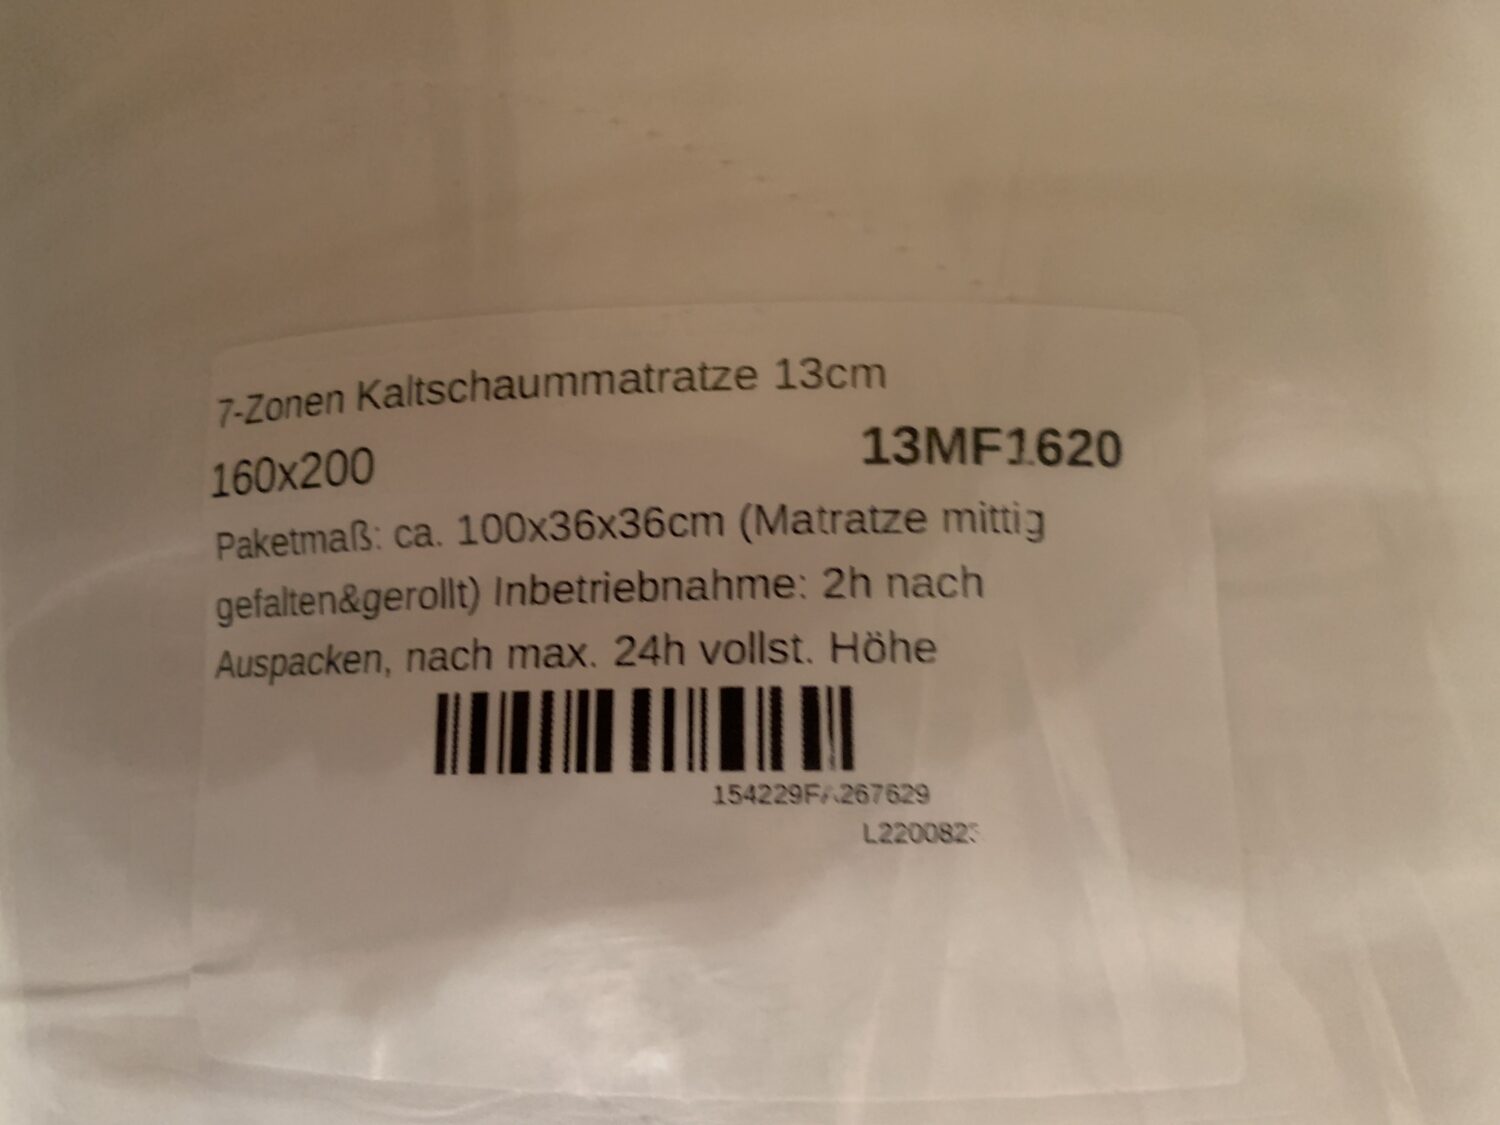 7-Zonen Kaltschaummatratze 13cm
160x200 13MF1620
Paketmaß: ca. 100x36x36cm (Matratze mittig
gefalten&gerollt) Inbetriebnahme: 2h nach
Auspacken, nach max. 24h vollst. Höhe
154229FA267629